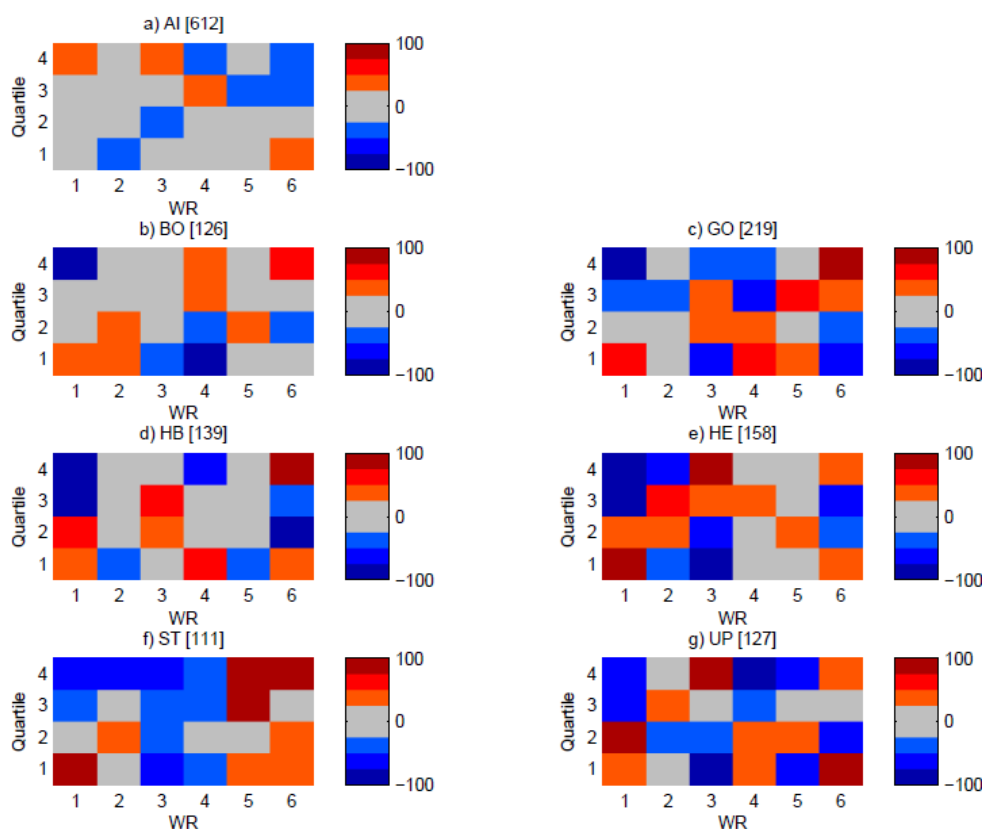 a) AI [612]
Quartile
4
3
2
1
1 2 3 4 5 6
WR
100
0
−100
b) BO [126]
Quartile
4
3
2
1
1 2 3 4 5 6
WR
100
0
−100
c) GO [219]
Quartile
4
3
2
1
1 2 3 4 5 6
WR
100
0
−100
d) HB [139]
Quartile
4
3
2
1
1 2 3 4 5 6
WR
100
0
−100
e) HE [158]
Quartile
4
3
2
1
1 2 3 4 5 6
WR
100
0
−100
f) ST [111]
Quartile
4
3
2
1
1 2 3 4 5 6
WR
100
0
−100
g) UP [127]
Quartile
4
3
2
1
1 2 3 4 5 6
WR
100
0
−100